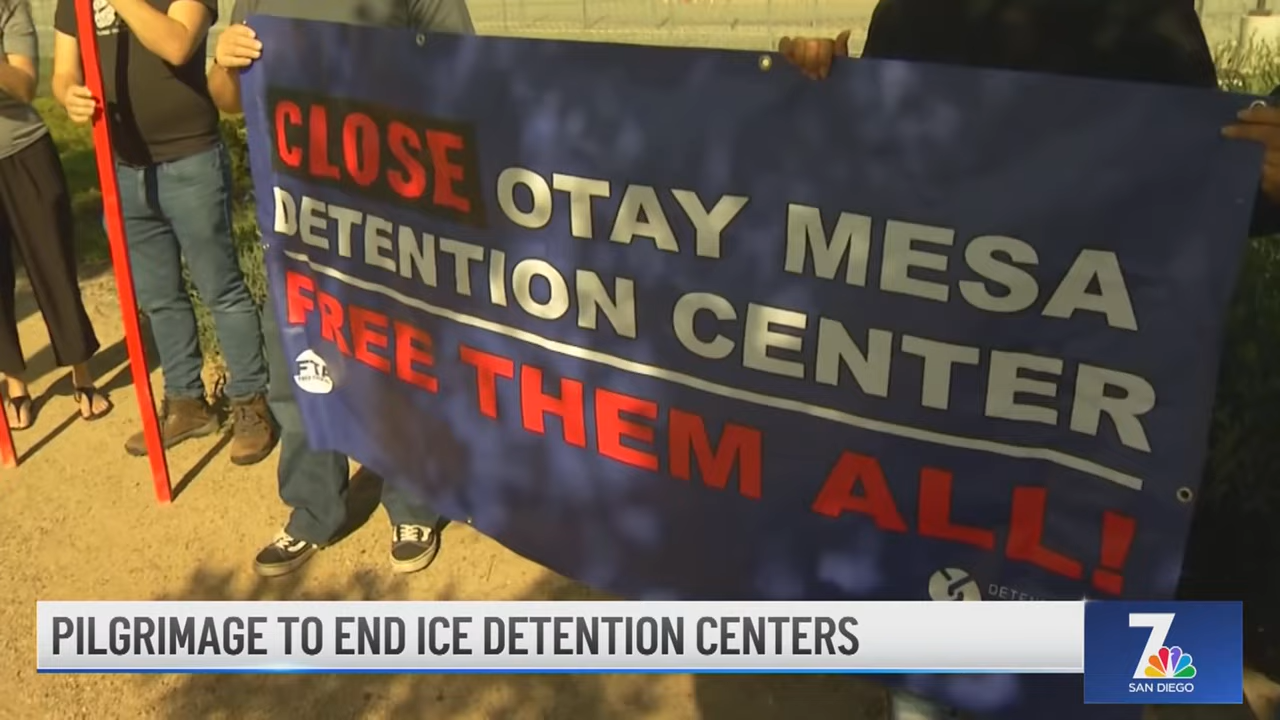 CLOSE OTAY MESA
DETENTION CENTER
FREE THEM ALL!
PILGRIMAGE TO END ICE DETENTION CENTERS
7
SAN DIEGO